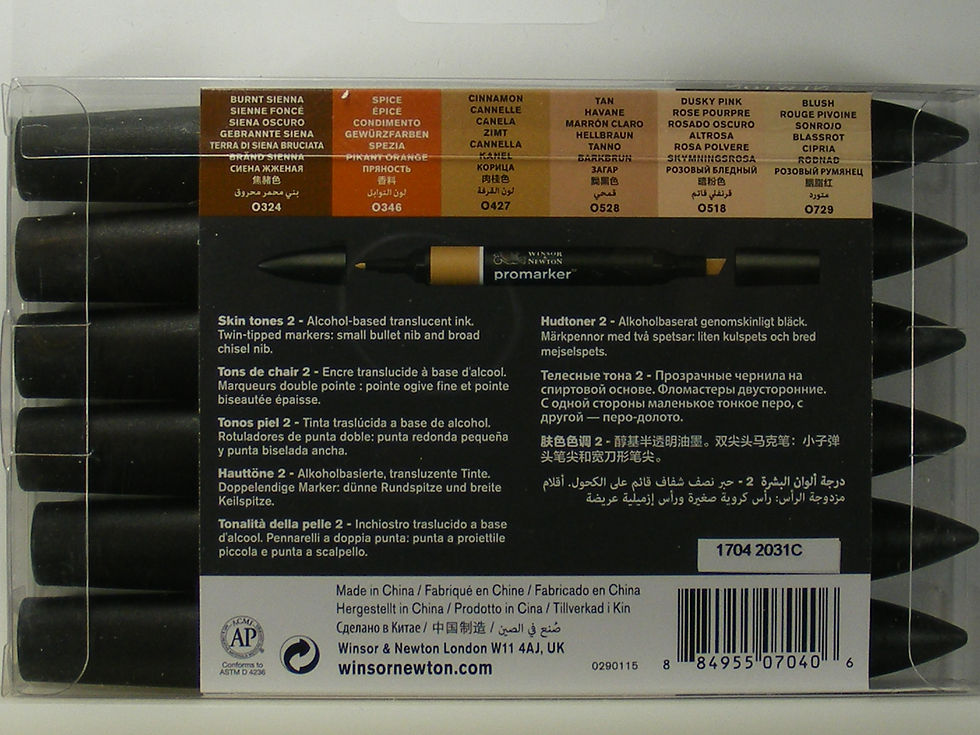 BURNT SIENNA
SIENNE FONCÉ
SIENA OSCURO
GEBRANNTE SIENA
TERRA DI SIENA BRUCIATA
BRÄND SIENNA
СИЕНА ЖЖЕНАЯ
焦赭色
بني محمر محروق
O324
SPICE
ÉPICÉ
CONDIMENTO
GEWÜRZFARBEN
SPEZIA
PIKANT ORANGE
ПРЯНОСТЬ
香料
لون التوابل
O346
CINNAMON
CANNELLE
CANELA
ZIMT
CANNELLA
KANEL
КОРИЦА
肉桂色
لون القرفة
O427
TAN
HAVANE
MARRÓN CLARO
HELLBRAUN
TANNO
BARKBRUN
ЗАГАР
黝黑色
قمحي
O528
DUSKY PINK
ROSE POURPRE
ROSADO OSCURO
ALTROSA
ROSA POLVERE
SKYMNINGSROSA
РОЗОВЫЙ БЛЕДНЫЙ
暗粉色
قرنفلي قاتم
O518
BLUSH
ROUGE PIVOINE
SONROJO
BLASSROT
CIPRIA
RODNAD
РОЗОВЫЙ РУМЯНЕЦ
胭脂红
متورد
O729
WINSOR
& NEWTON
promarker
Skin tones 2 - Alcohol-based translucent ink.
Twin-tipped markers: small bullet nib and broad
chisel nib.
Tons de chair 2 - Encre translucide à base d'alcool.
Marqueurs double pointe : pointe ogive fine et pointe
biseautée épaisse.
Tonos piel 2 - Tinta traslúcida a base de alcohol.
Rotuladores de punta doble: punta redonda pequeña
y punta biselada ancha.
Hauttöne 2 - Alkoholbasierte, transluzente Tinte.
Doppelendige Marker: dünne Rundspitze und breite
Keilspitze.
Tonalità della pelle 2 - Inchiostro traslucido a base
d'alcool. Pennarelli a doppia punta: punta a proiettile
piccola e punta a scalpello.
Hudtoner 2 - Alkoholbaserat genomskinligt bläck.
Märkpennor med två spetsar: liten kulspets och bred
mejselspets.
Телесные тона 2 - Прозрачные чернила на
спиртовой основе. Фломастеры двусторонние.
С одной стороны маленькое тонкое перо, с
другой — перо-долото.
肤色色调 2 - 醇基半透明油墨。双尖头马克笔：小子弹
头笔尖和宽刀形笔尖。
درجة ألوان البشرة 2 - حبر نصف شفاف قائم على الكحول. أقلام
مزدوجة الرأس: رأس كروية صغيرة ورأس إزميلية عريضة
1704 2031C
Made in China / Fabriqué en Chine / Fabricado en China
Hergestellt in China / Prodotto in Cina / Tillverkad i Kin
Сделано в Китае / 中国制造 / صُنع في الصين
Winsor & Newton London W11 4AJ, UK
winsornewton.com
0290115
ACMI
AP
Conforms to
ASTM D 4236
8 84955 07040 6